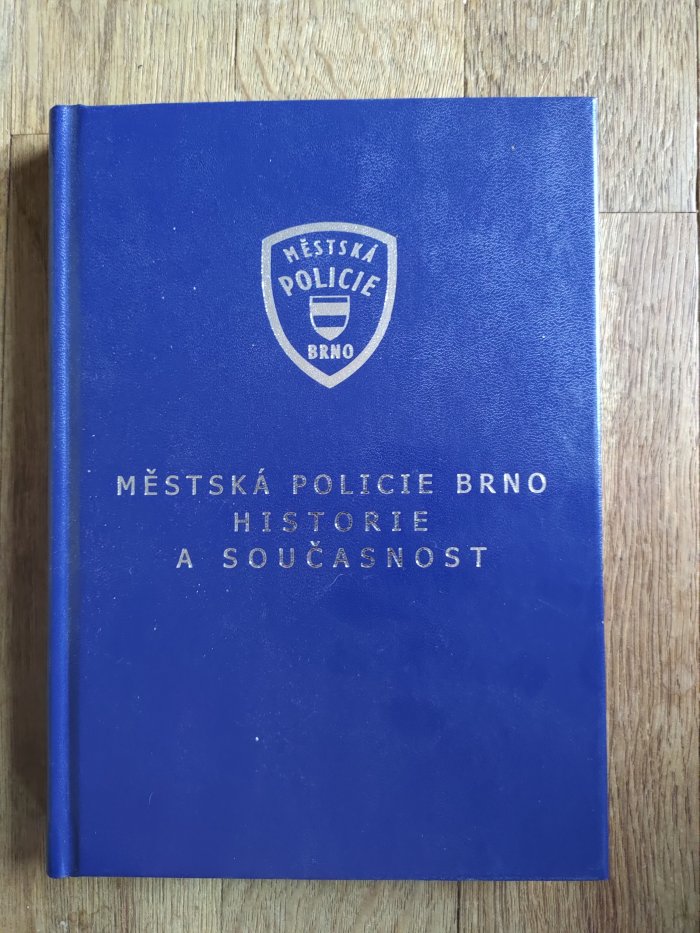 MĚSTSKÁ
POLICIE
BRNO
MĚSTSKÁ POLICIE BRNO
HISTORIE
A SOUČASNOST